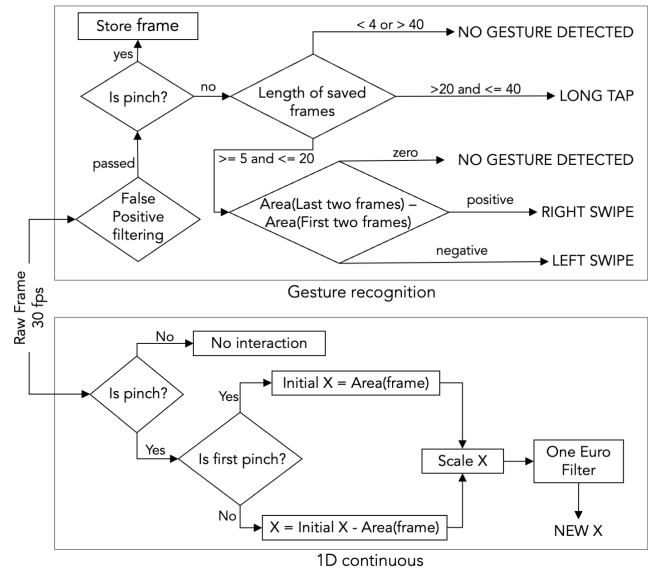 Store frame
< 4 or > 40
NO GESTURE DETECTED
yes
Is pinch?
no
Length of saved
frames
>20 and <= 40
LONG TAP
>= 5 and <= 20
zero
NO GESTURE DETECTED
passed
False
Positive
filtering
Area(Last two frames) –
Area(First two frames)
positive
RIGHT SWIPE
negative
LEFT SWIPE
Gesture recognition
Raw Frame
30 fps
No
No interaction
Is pinch?
Yes
Yes
Initial X = Area(frame)
Is first pinch?
Scale X
One Euro
Filter
No
X = Initial X - Area(frame)
NEW X
1D continuous